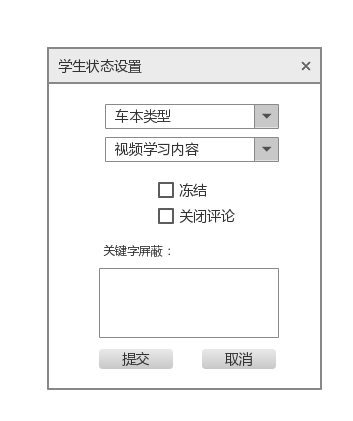 学生状态设置
车本类型
视频学习内容
冻结
关闭评论
关键字屏蔽：
提交
取消